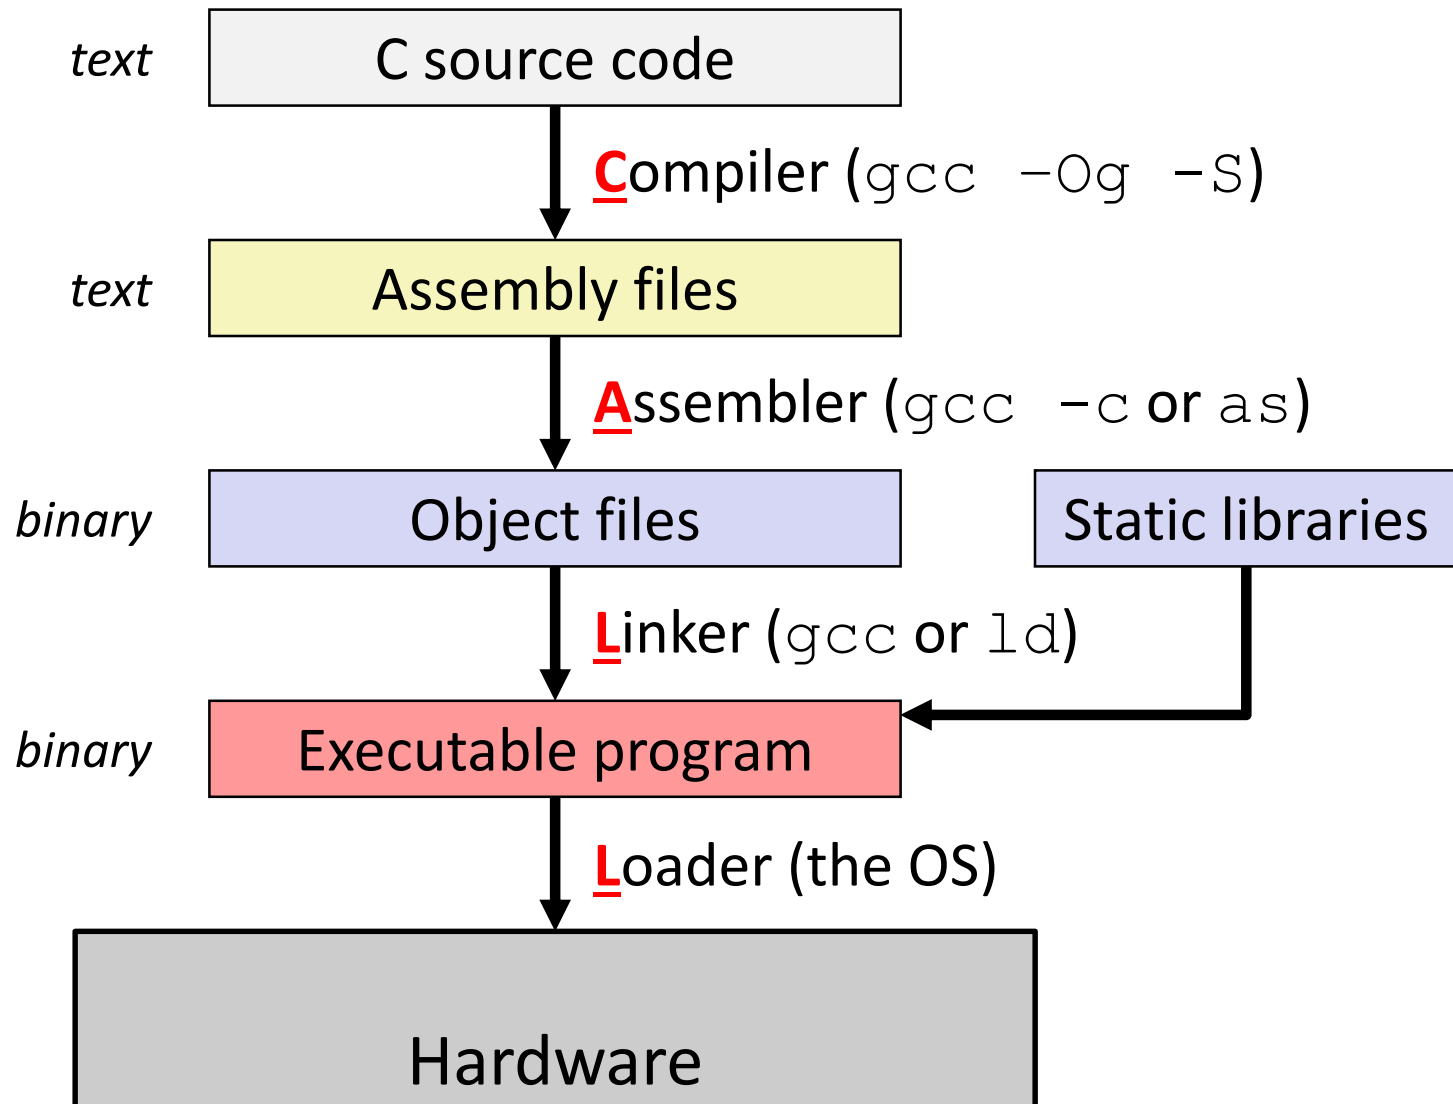 text
C source code
Compiler (gcc –Og -S)
text
Assembly files
Assembler (gcc -c or as)
binary
Object files
Static libraries
Linker (gcc or ld)
binary
Executable program
Loader (the OS)
Hardware